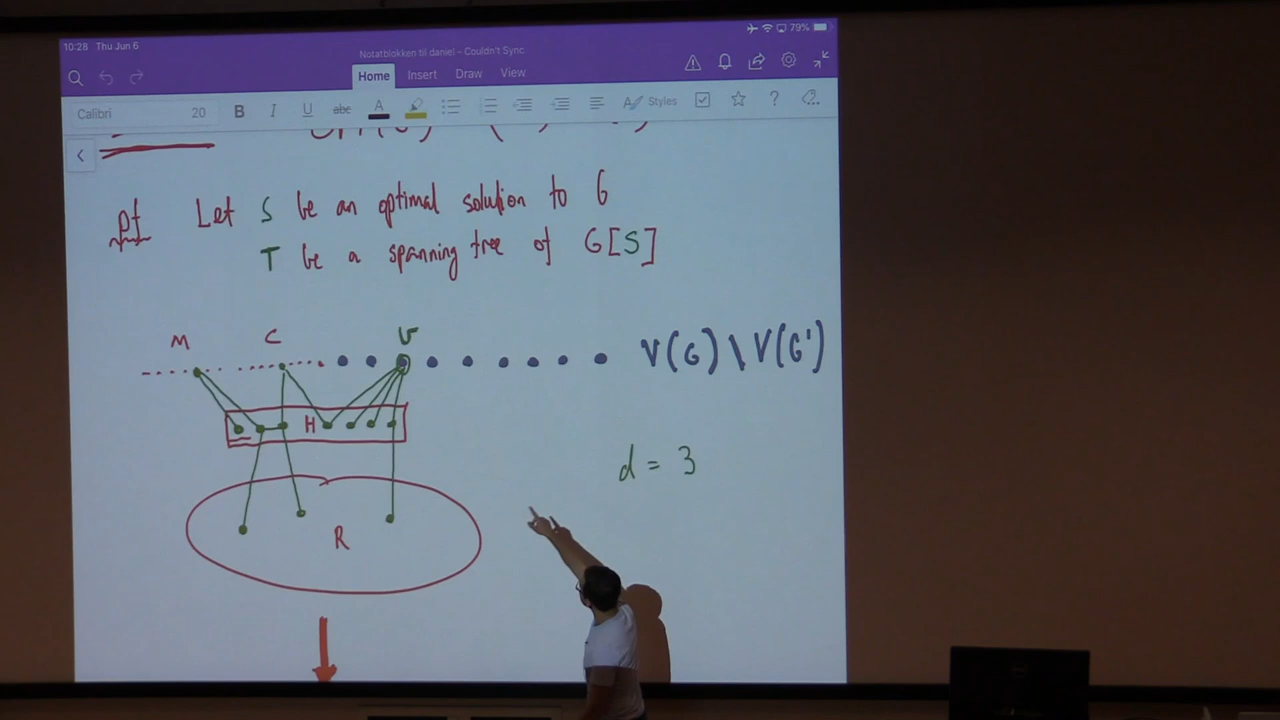 10:28 Thu Jun 6
79%
Notatblokken til daniel - Couldn't Sync
Home Insert Draw View
Calibri 20 B I U abc A Styles
Pf Let S be an optimal solution to G
T be a spanning tree of G[S]
M C v
V(G) \ V(G')
H
d = 3
R